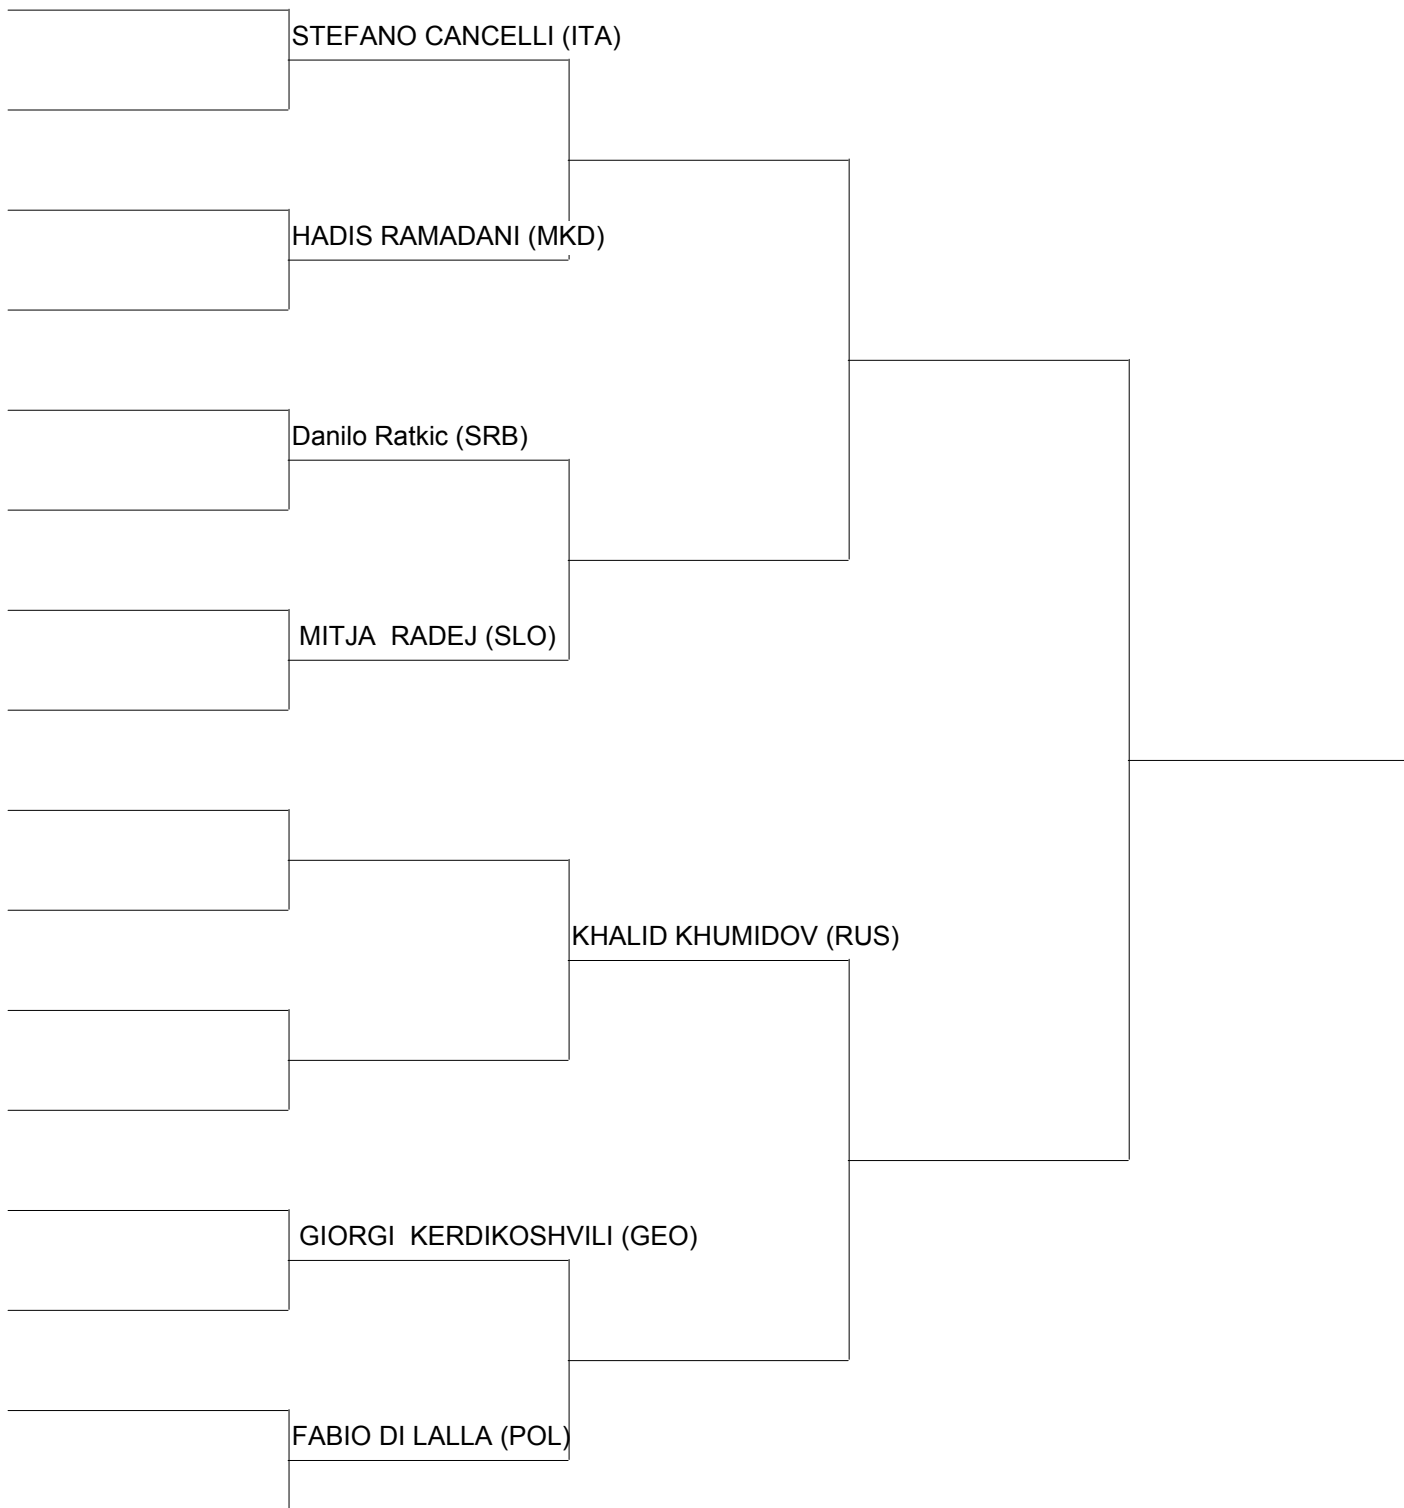 STEFANO CANCELLI (ITA)
HADIS RAMADANI (MKD)
Danilo Ratkic (SRB)
MITJA  RADEJ (SLO)
KHALID KHUMIDOV (RUS)
GIORGI  KERDIKOSHVILI (GEO)
FABIO DI LALLA (POL)